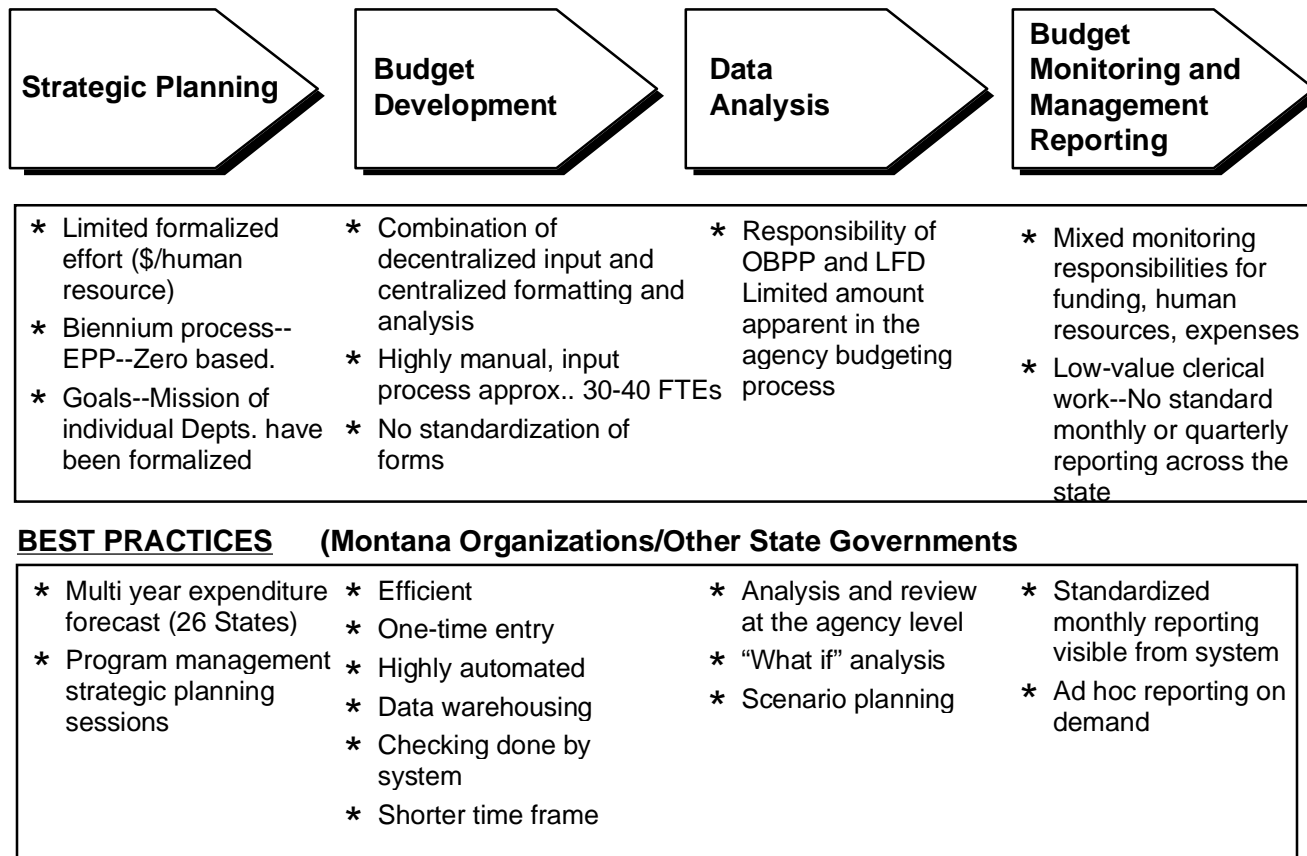 Strategic Planning
Budget
Development
Data
Analysis
Budget
Monitoring and
Management
Reporting
* Limited formalized
effort ($/human
resource)
* Biennium process--
EPP--Zero based.
* Goals--Mission of
individual Depts. have
been formalized
* Combination of
decentralized input and
centralized formatting and
analysis
* Highly manual, input
process approx.. 30-40 FTEs
* No standardization of
forms
* Responsibility of
OBPP and LFD
Limited amount
apparent in the
agency budgeting
process
* Mixed monitoring
responsibilities for
funding, human
resources, expenses
* Low-value clerical
work--No standard
monthly or quarterly
reporting across the
state
BEST PRACTICES (Montana Organizations/Other State Governments
* Multi year expenditure
forecast (26 States)
* Program management
strategic planning
sessions
* Efficient
* One-time entry
* Highly automated
* Data warehousing
* Checking done by
system
* Shorter time frame
* Analysis and review
at the agency level
* “What if” analysis
* Scenario planning
* Standardized
monthly reporting
visible from system
* Ad hoc reporting on
demand